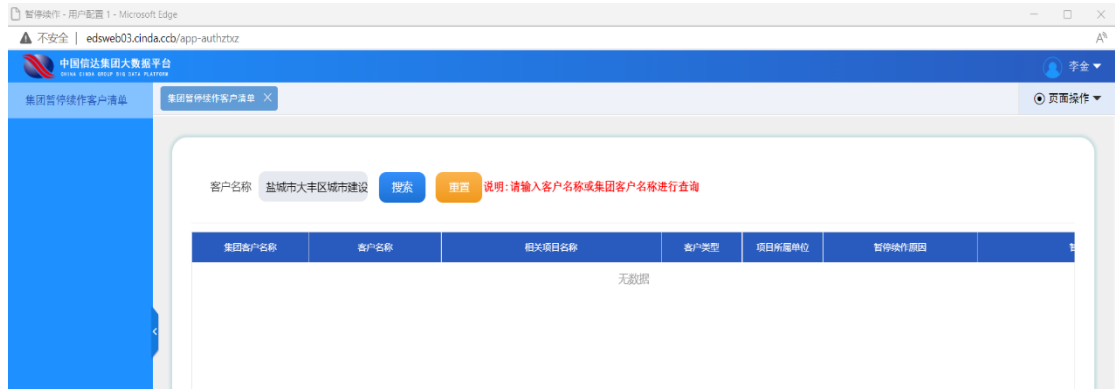 暂停续作 - 用户配置 1 - Microsoft Edge
不安全 | edsweb03.cinda.ccb/app-authztxz
中国信达集团大数据平台
CHINA CINDA GROUP BIG DATA PLATFORM
李金
集团暂停续作客户清单
集团暂停续作客户清单
页面操作
客户名称 盐城市大丰区城市建设 搜索 重置 说明:请输入客户名称或集团客户名称进行查询
集团客户名称 客户名称 相关项目名称 客户类型 项目所属单位 暂停续作原因
无数据